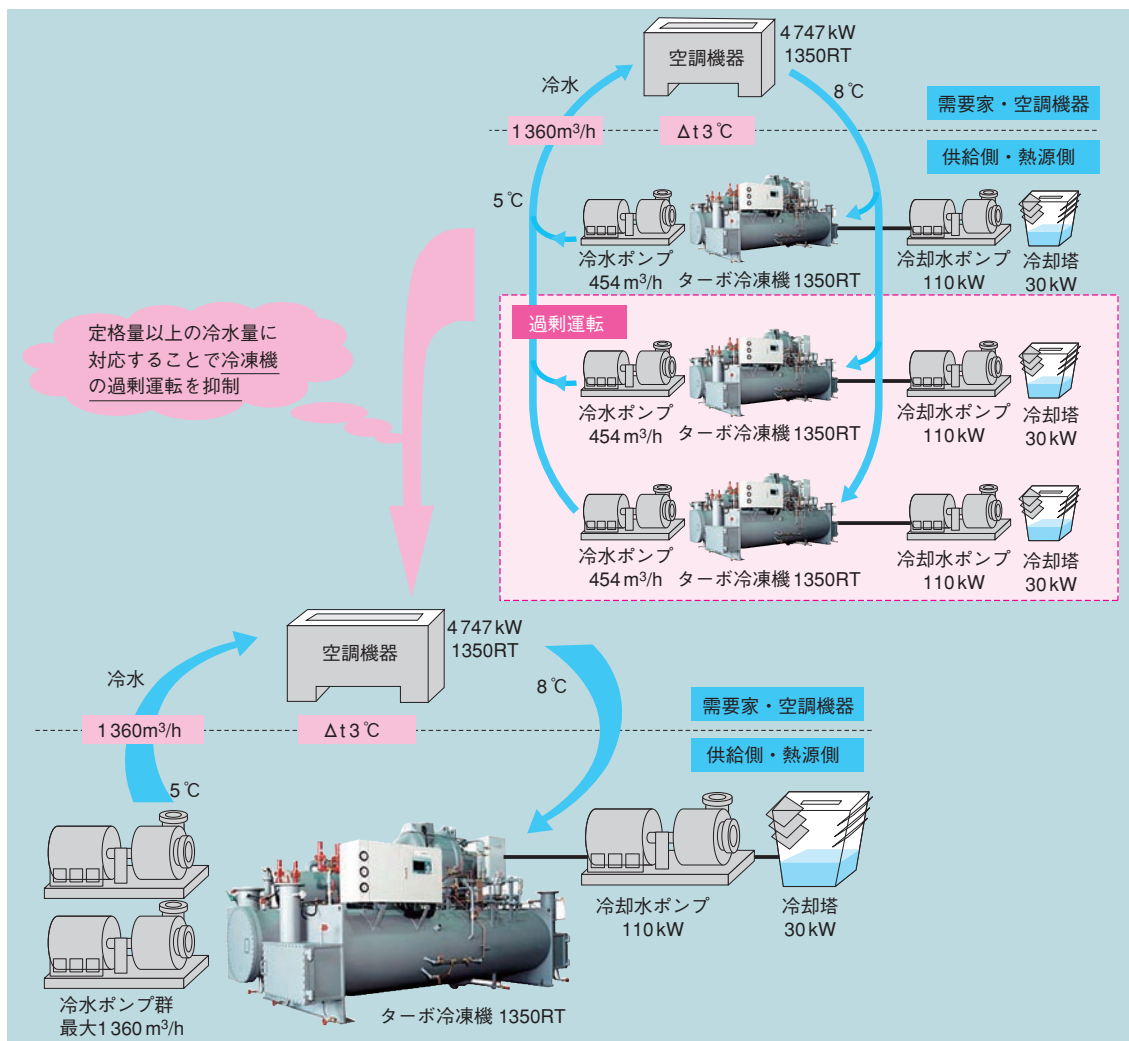 4 747 kW
1350RT
空調機器
冷水
8℃
需要家・空調機器
1 360m³/h
Δt 3℃
供給側・熱源側
5℃
冷水ポンプ
454 m³/h
ターボ冷凍機 1350RT
冷却水ポンプ
110 kW
冷却塔
30 kW
過剰運転
定格量以上の冷水量に
対応することで冷凍機
の過剰運転を抑制
冷水ポンプ
454 m³/h
ターボ冷凍機 1350RT
冷却水ポンプ
110 kW
冷却塔
30 kW
冷水ポンプ
454 m³/h
ターボ冷凍機 1350RT
冷却水ポンプ
110 kW
冷却塔
30 kW
4 747 kW
1350RT
空調機器
冷水
8℃
需要家・空調機器
1 360m³/h
Δt 3℃
供給側・熱源側
5℃
冷却水ポンプ
110 kW
冷却塔
30 kW
冷水ポンプ群
最大1 360 m³/h
ターボ冷凍機 1350RT